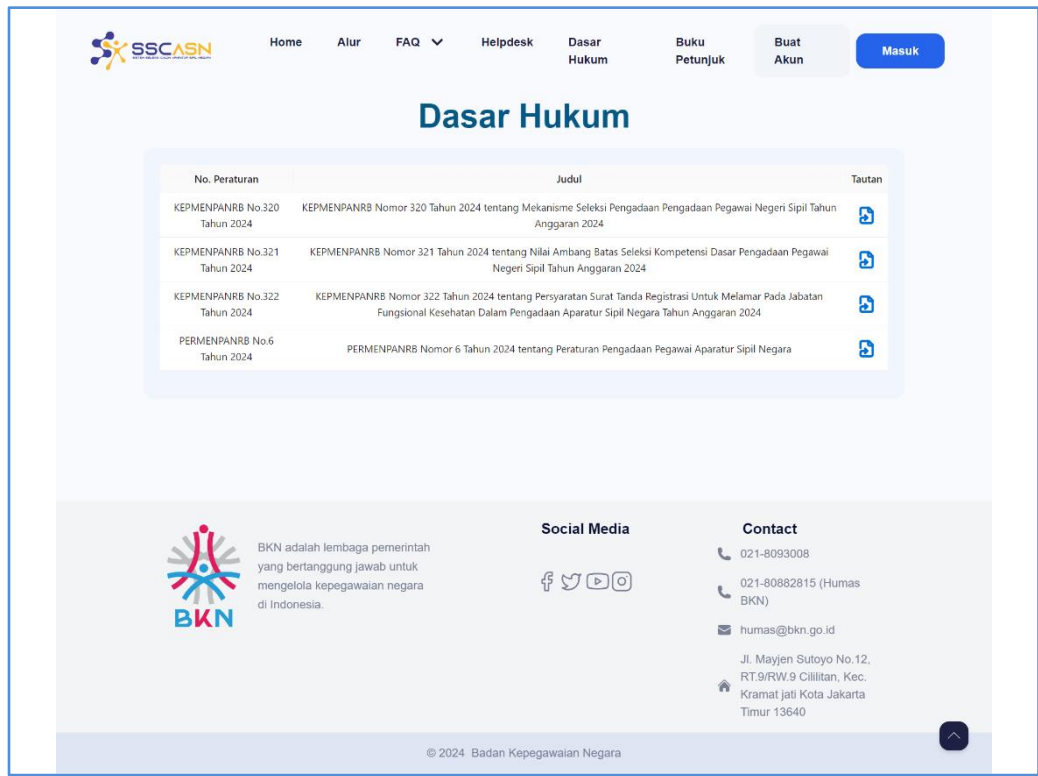 SSCASN
Home Alur FAQ Helpdesk Dasar Hukum Buku Petunjuk Buat Akun Masuk
Dasar Hukum
No. Peraturan Judul Tautan
KEPMENPANRB No.320 Tahun 2024
KEPMENPANRB Nomor 320 Tahun 2024 tentang Mekanisme Seleksi Pengadaan Pengadaan Pegawai Negeri Sipil Tahun
Anggaran 2024
KEPMENPANRB No.321 Tahun 2024
KEPMENPANRB Nomor 321 Tahun 2024 tentang Nilai Ambang Batas Seleksi Kompetensi Dasar Pengadaan Pegawai
Negeri Sipil Tahun Anggaran 2024
KEPMENPANRB No.322 Tahun 2024
KEPMENPANRB Nomor 322 Tahun 2024 tentang Persyaratan Surat Tanda Registrasi Untuk Melamar Pada Jabatan
Fungsional Kesehatan Dalam Pengadaan Aparatur Sipil Negara Tahun Anggaran 2024
PERMENPANRB No.6 Tahun 2024
PERMENPANRB Nomor 6 Tahun 2024 tentang Peraturan Pengadaan Pegawai Aparatur Sipil Negara
BKN
BKN adalah lembaga pemerintah
yang bertanggung jawab untuk
mengelola kepegawaian negara
di Indonesia.
Social Media
Contact
021-8093008
021-80882815 (Humas
BKN)
humas@bkn.go.id
Jl. Mayjen Sutoyo No.12,
RT.9/RW.9 Cililitan, Kec.
Kramat jati Kota Jakarta
Timur 13640
© 2024 Badan Kepegawaian Negara